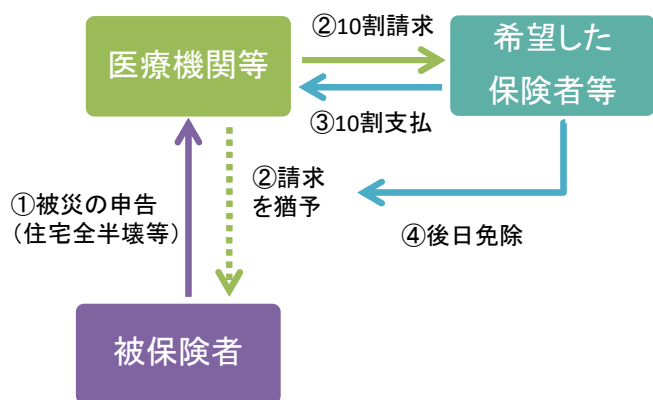 ②10割請求
医療機関等
希望した
保険者等
③10割支払
①被災の申告
（住宅全半壊等）
②請求
を猶予
④後日免除
被保険者